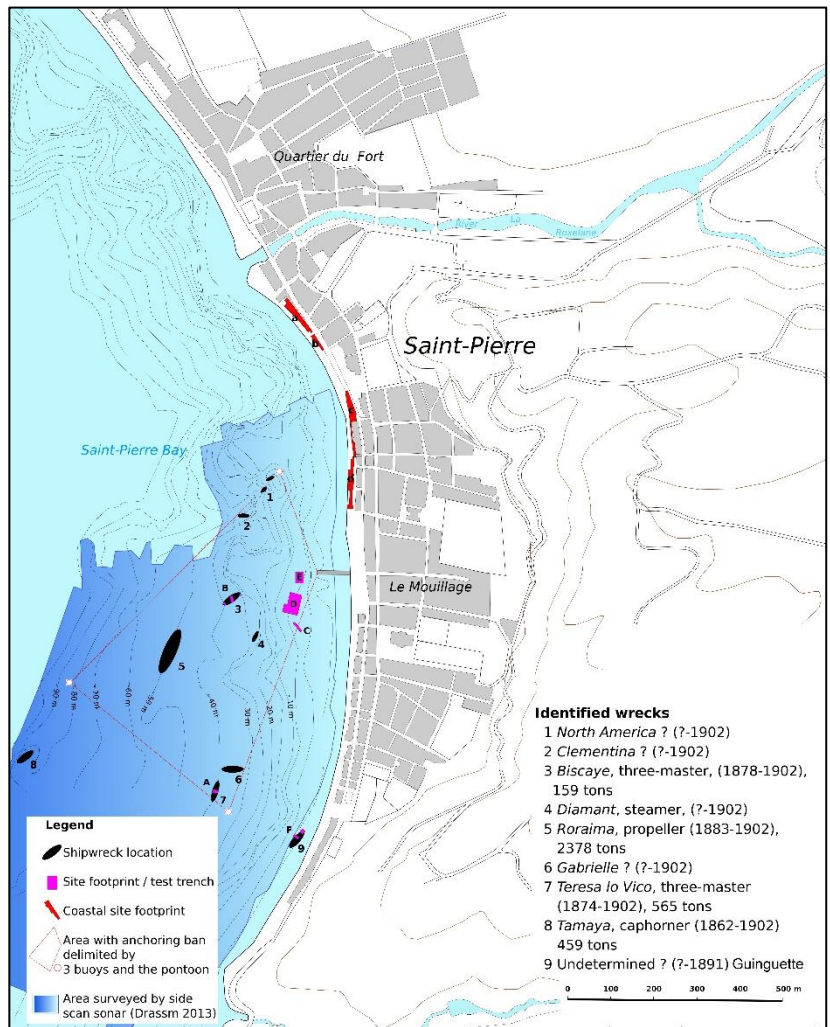 Quartier du Fort
River La
Roxelane
a
b
Saint-Pierre
Saint-Pierre Bay
1
2
E
Le Mouillage
B
D
3
C
4
5
90 m
80 m
70 m
60 m
50 m
40 m
30 m
20 m
10 m
8
6
A
7
F
9
Identified wrecks
1 North America ? (?-1902)
2 Clementina ? (?-1902)
3 Biscaye, three-master, (1878-1902),
159 tons
4 Diamant, steamer, (?-1902)
5 Roraima, propeller (1883-1902),
2378 tons
6 Gabrielle ? (?-1902)
7 Teresa lo Vico, three-master
(1874-1902), 565 tons
8 Tamaya, caphorner (1862-1902)
459 tons
9 Undetermined ? (?-1891) Guinguette
0 100 200 300 400 500 m
Legend
Shipwreck location
Site footprint / test trench
Coastal site footprint
Area with anchoring ban
delimited by
3 buoys and the pontoon
Area surveyed by side
scan sonar (Drassm 2013)